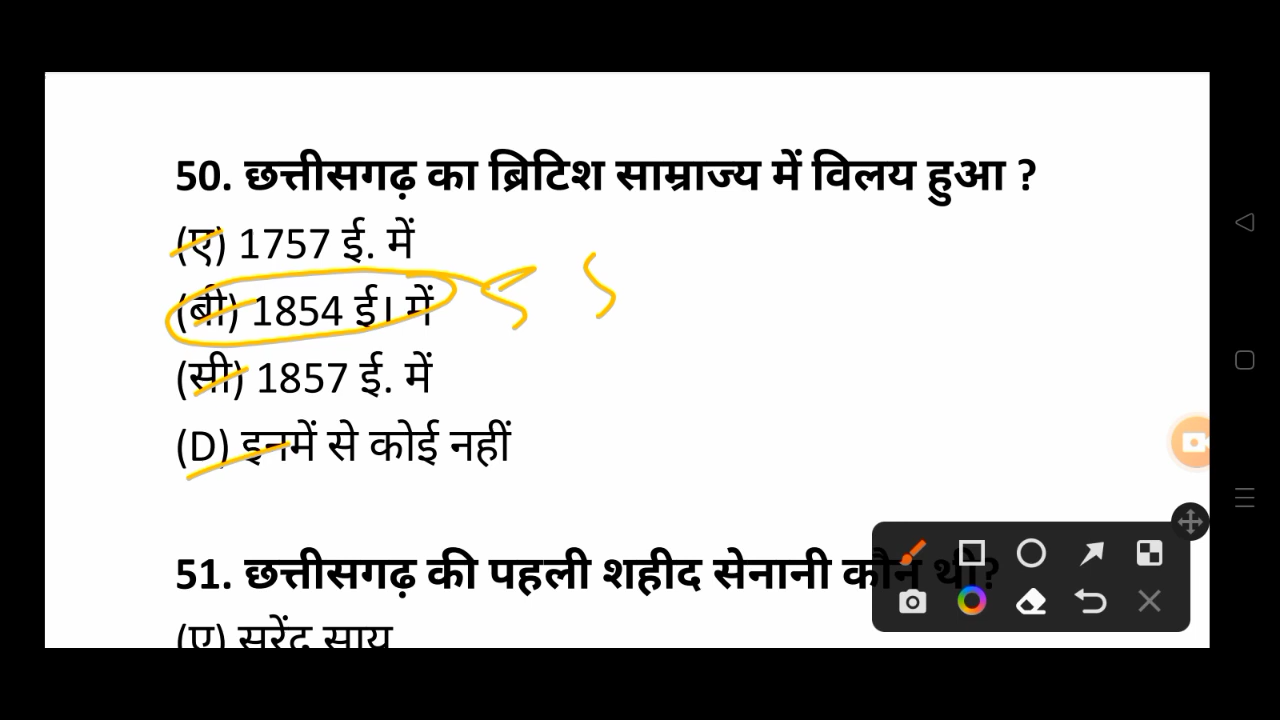 50. छत्तीसगढ़ का ब्रिटिश साम्राज्य में विलय हुआ ?
(ए) 1757 ई. में
(बी) 1854 ई। में
(सी) 1857 ई. में
(D) इनमें से कोई नहीं
51. छत्तीसगढ़ की पहली शहीद सेनानी कौन थी?
(ए) सुरेंद्र साय